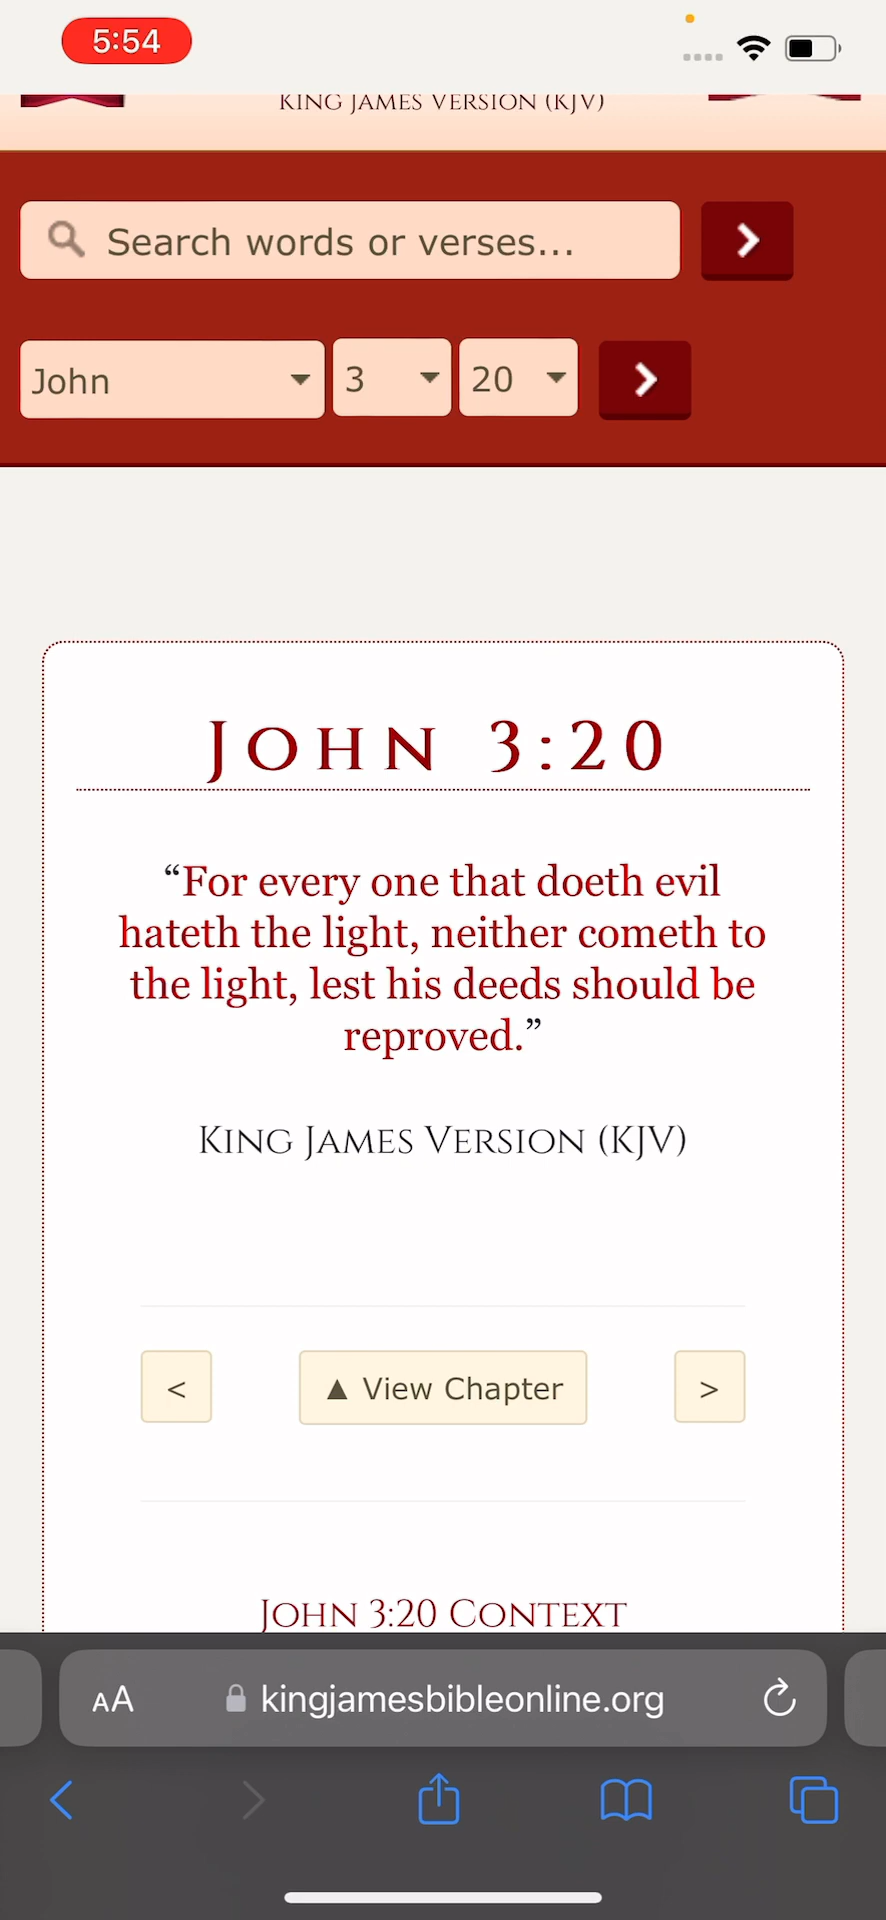 5:54
KING JAMES VERSION (KJV)
Search words or verses...
John 3 20
JOHN 3:20
“For every one that doeth evil
hateth the light, neither cometh to
the light, lest his deeds should be
reproved.”
KING JAMES VERSION (KJV)
< ▲ View Chapter >
JOHN 3:20 CONTEXT
AA kingjamesbibleonline.org